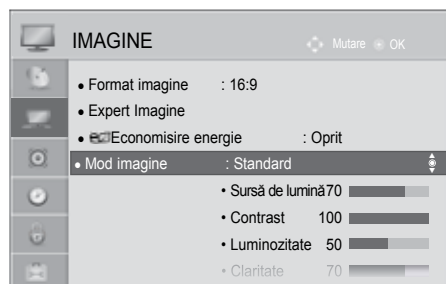 IMAGINE Mutare OK
• Format imagine : 16:9
• Expert Imagine
• Economisire energie : Oprit
• Mod imagine : Standard
• Sursă de lumină70
• Contrast 100
• Luminozitate 50
• Claritate 70